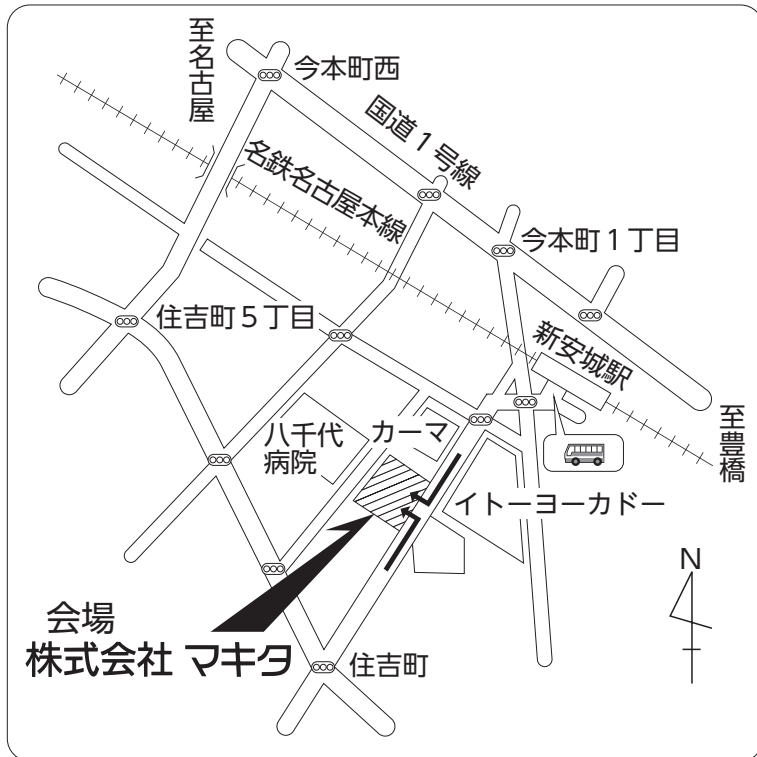 至名古屋
今本町西
国道1号線
名鉄名古屋本線
今本町1丁目
住吉町5丁目
新安城駅
至豊橋
八千代
病院
カーマ
イトーヨーカドー
N
会場
株式会社 マキタ
住吉町